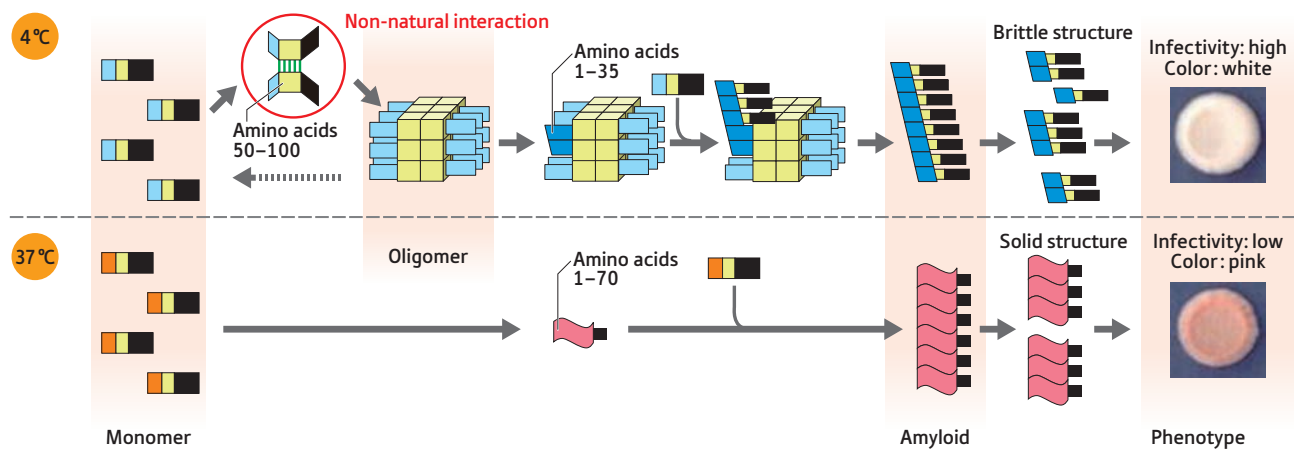 4℃
Non-natural interaction
Amino acids
50–100
Amino acids
1–35
Brittle structure
Infectivity: high
Color: white
37℃
Oligomer
Amino acids
1–70
Solid structure
Infectivity: low
Color: pink
Monomer
Amyloid
Phenotype